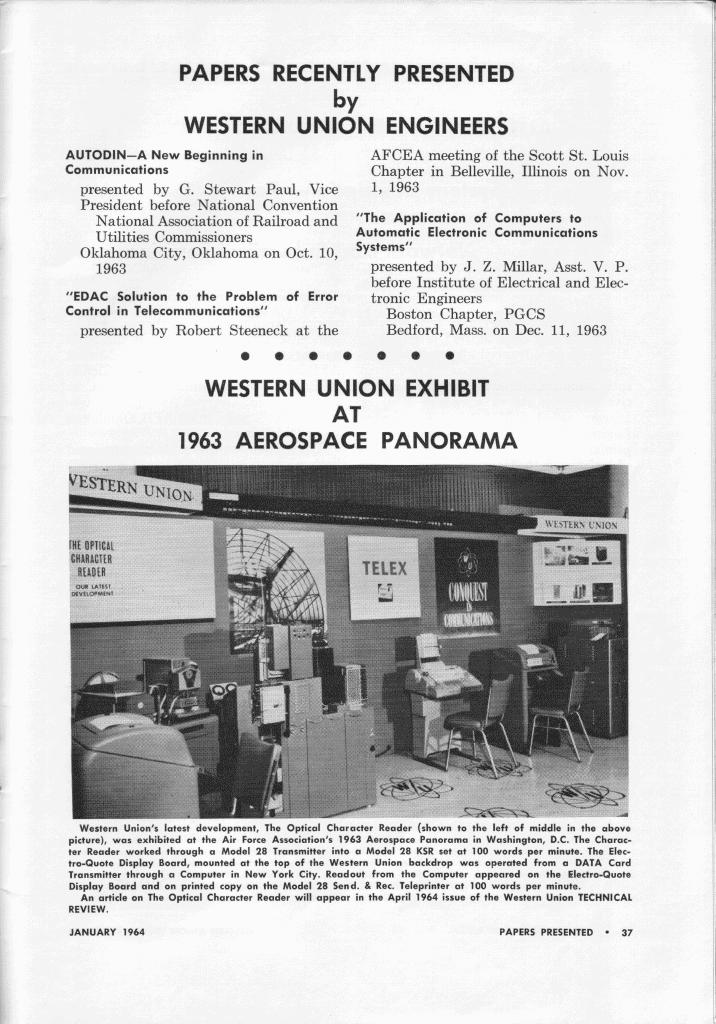 PAPERS RECENTLY PRESENTED
by
WESTERN UNION ENGINEERS
AUTODIN—A New Beginning in
Communications
presented by G. Stewart Paul, Vice
President before National Convention
National Association of Railroad and
Utilities Commissioners
Oklahoma City, Oklahoma on Oct. 10,
1963
"EDAC Solution to the Problem of Error
Control in Telecommunications"
presented by Robert Steeneck at the
AFCEA meeting of the Scott St. Louis
Chapter in Belleville, Illinois on Nov.
1, 1963
"The Application of Computers to
Automatic Electronic Communications
Systems"
presented by J. Z. Millar, Asst. V. P.
before Institute of Electrical and Elec-
tronic Engineers
Boston Chapter, PGCS
Bedford, Mass. on Dec. 11, 1963
WESTERN UNION EXHIBIT
AT
1963 AEROSPACE PANORAMA
WESTERN UNION
WESTERN UNION
THE OPTICAL
CHARACTER
READER
OUR LATEST
DEVELOPMENT
TELEX
CONQUEST
IN
COMMUNICATIONS
W/U
W/U
Western Union's latest development, The Optical Character Reader (shown to the left of middle in the above
picture), was exhibited at the Air Force Association's 1963 Aerospace Panorama in Washington, D.C. The Charac-
ter Reader worked through a Model 28 Transmitter into a Model 28 KSR set at 100 words per minute. The Elec-
tro-Quote Display Board, mounted at the top of the Western Union backdrop was operated from a DATA Card
Transmitter through a Computer in New York City. Readout from the Computer appeared on the Electro-Quote
Display Board and on printed copy on the Model 28 Send. & Rec. Teleprinter at 100 words per minute.
An article on The Optical Character Reader will appear in the April 1964 issue of the Western Union TECHNICAL
REVIEW.
JANUARY 1964
PAPERS PRESENTED • 37